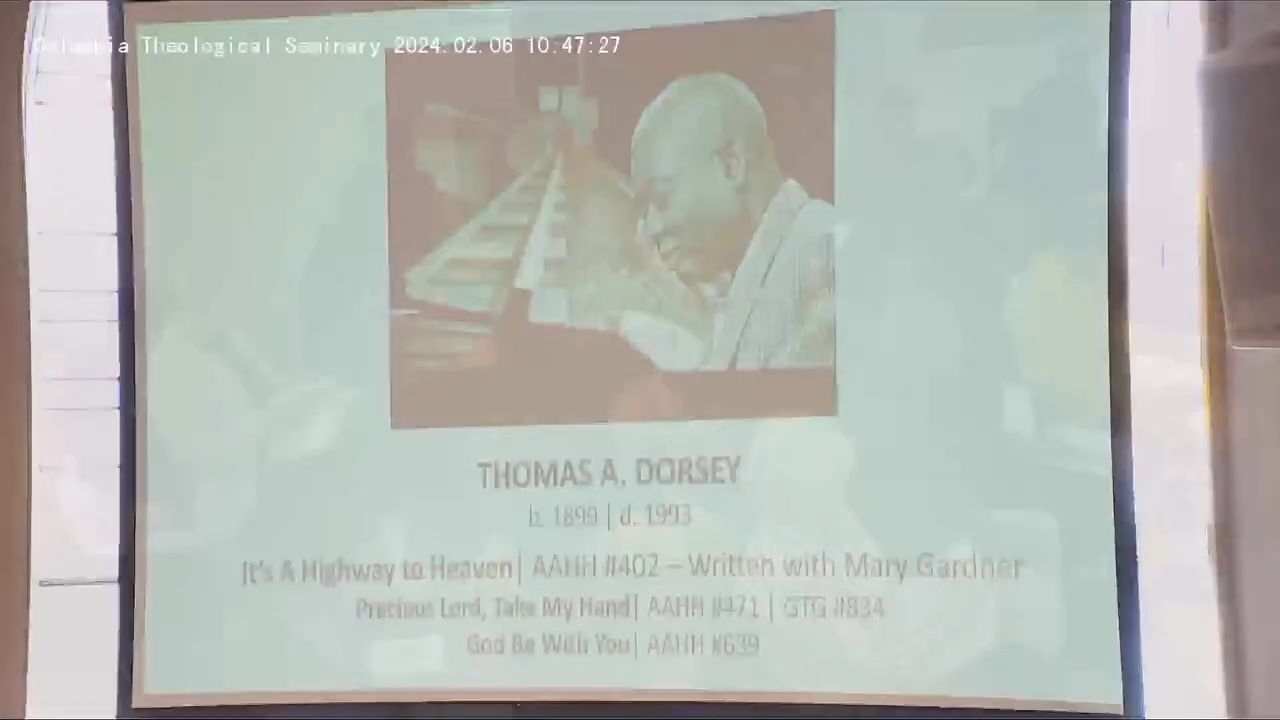 Columbia Theological Seminary 2024.02.06 10:47:27
THOMAS A. DORSEY
b. 1899 | d. 1993
It's A Highway to Heaven| AAHH #402 – Written with Mary Gardner
Precious Lord, Take My Hand| AAHH #471 | GTG #834
God Be With You| AAHH #639